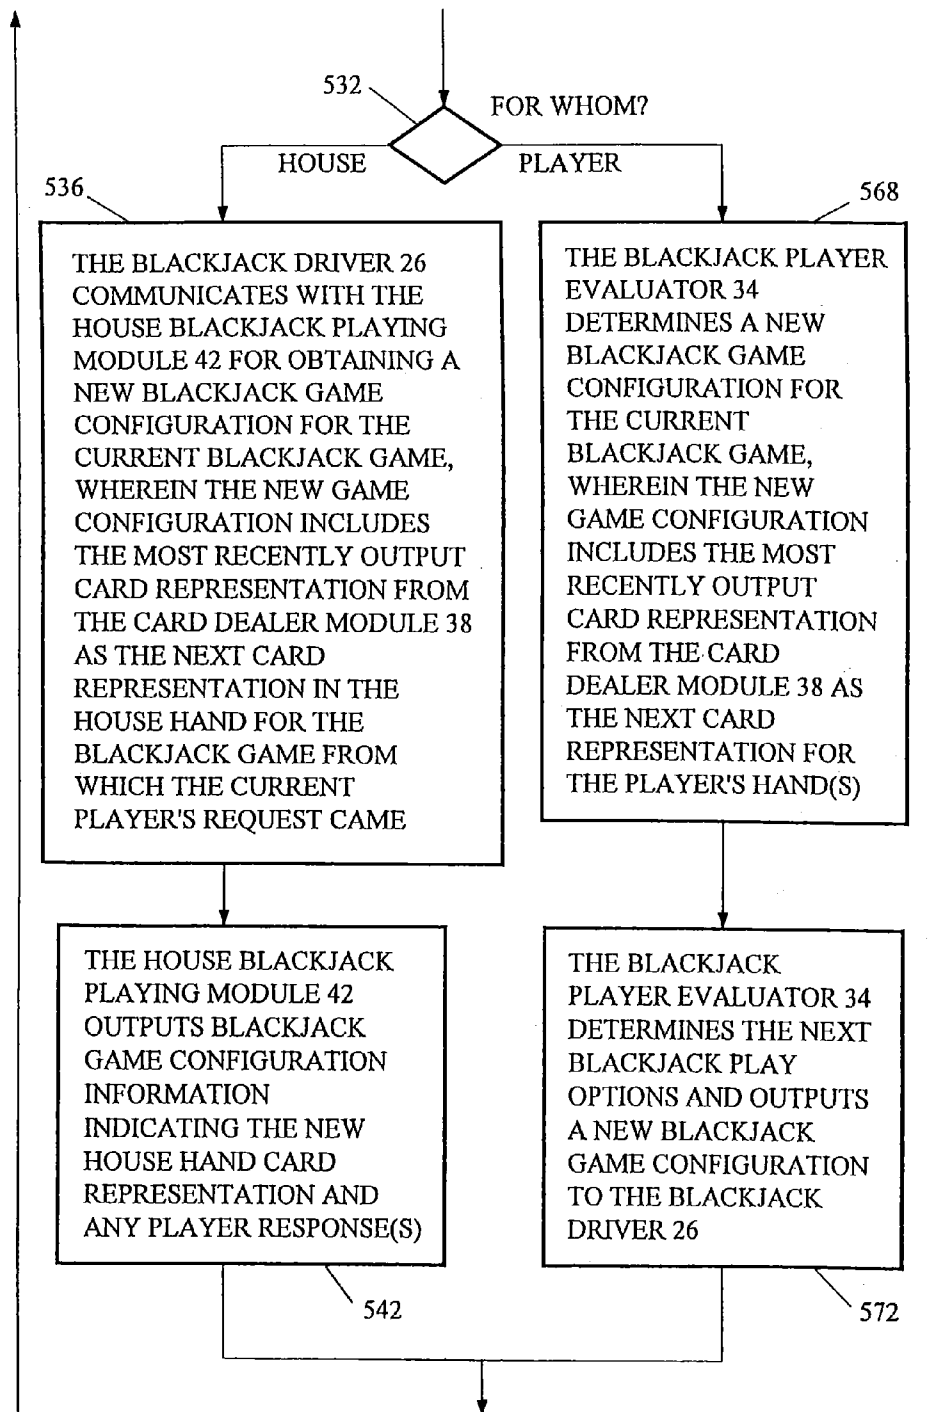 532
FOR WHOM?
HOUSE
PLAYER
536
THE BLACKJACK DRIVER 26
COMMUNICATES WITH THE
HOUSE BLACKJACK PLAYING
MODULE 42 FOR OBTAINING A
NEW BLACKJACK GAME
CONFIGURATION FOR THE
CURRENT BLACKJACK GAME,
WHEREIN THE NEW GAME
CONFIGURATION INCLUDES
THE MOST RECENTLY OUTPUT
CARD REPRESENTATION FROM
THE CARD DEALER MODULE 38
AS THE NEXT CARD
REPRESENTATION IN THE
HOUSE HAND FOR THE
BLACKJACK GAME FROM
WHICH THE CURRENT
PLAYER'S REQUEST CAME
568
THE BLACKJACK PLAYER
EVALUATOR 34
DETERMINES A NEW
BLACKJACK GAME
CONFIGURATION FOR
THE CURRENT
BLACKJACK GAME,
WHEREIN THE NEW
GAME CONFIGURATION
INCLUDES THE MOST
RECENTLY OUTPUT
CARD REPRESENTATION
FROM THE CARD
DEALER MODULE 38 AS
THE NEXT CARD
REPRESENTATION FOR
THE PLAYER'S HAND(S)
THE HOUSE BLACKJACK
PLAYING MODULE 42
OUTPUTS BLACKJACK
GAME CONFIGURATION
INFORMATION
INDICATING THE NEW
HOUSE HAND CARD
REPRESENTATION AND
ANY PLAYER RESPONSE(S)
542
THE BLACKJACK
PLAYER EVALUATOR 34
DETERMINES THE NEXT
BLACKJACK PLAY
OPTIONS AND OUTPUTS
A NEW BLACKJACK
GAME CONFIGURATION
TO THE BLACKJACK
DRIVER 26
572